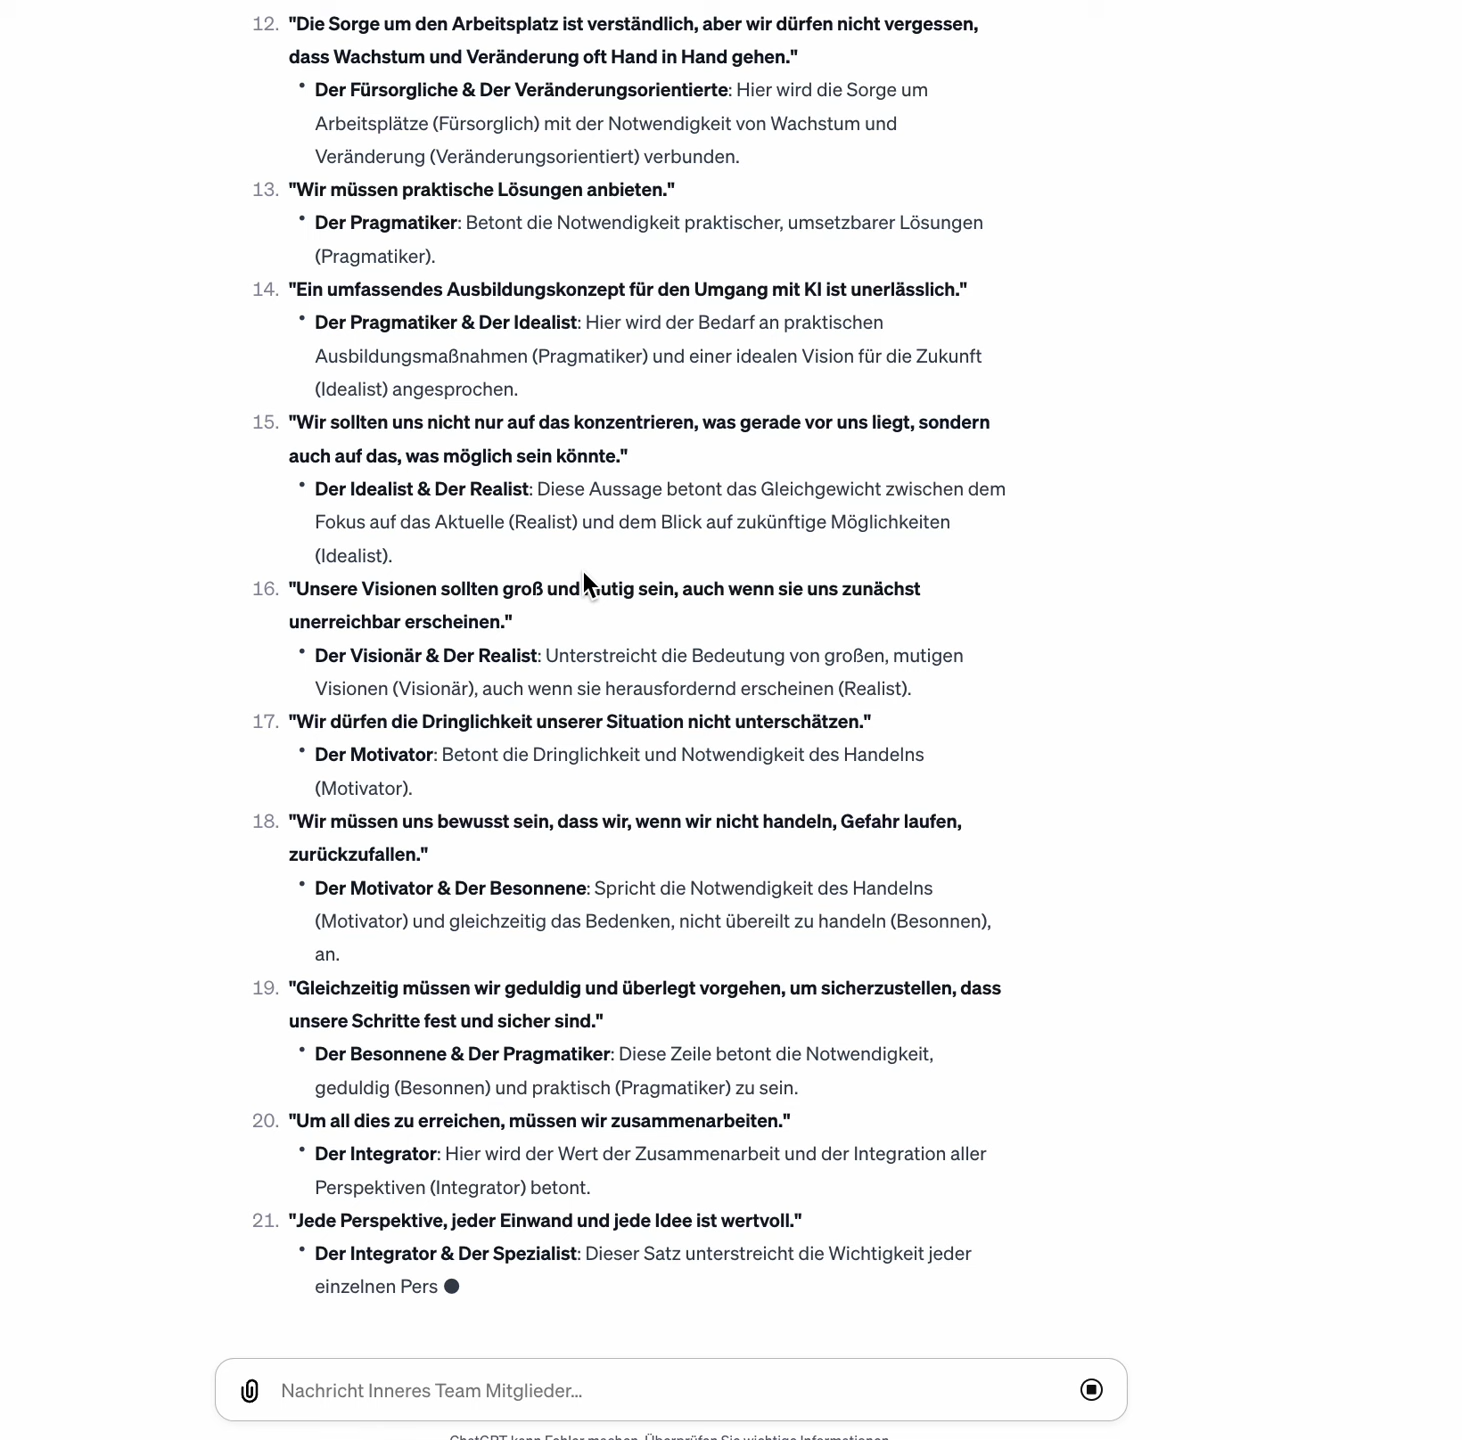 12. "Die Sorge um den Arbeitsplatz ist verständlich, aber wir dürfen nicht vergessen,
dass Wachstum und Veränderung oft Hand in Hand gehen."
• Der Fürsorgliche & Der Veränderungsorientierte: Hier wird die Sorge um
Arbeitsplätze (Fürsorglich) mit der Notwendigkeit von Wachstum und
Veränderung (Veränderungsorientiert) verbunden.
13. "Wir müssen praktische Lösungen anbieten."
• Der Pragmatiker: Betont die Notwendigkeit praktischer, umsetzbarer Lösungen
(Pragmatiker).
14. "Ein umfassendes Ausbildungskonzept für den Umgang mit KI ist unerlässlich."
• Der Pragmatiker & Der Idealist: Hier wird der Bedarf an praktischen
Ausbildungsmaßnahmen (Pragmatiker) und einer idealen Vision für die Zukunft
(Idealist) angesprochen.
15. "Wir sollten uns nicht nur auf das konzentrieren, was gerade vor uns liegt, sondern
auch auf das, was möglich sein könnte."
• Der Idealist & Der Realist: Diese Aussage betont das Gleichgewicht zwischen dem
Fokus auf das Aktuelle (Realist) und dem Blick auf zukünftige Möglichkeiten
(Idealist).
16. "Unsere Visionen sollten groß und mutig sein, auch wenn sie uns zunächst
unerreichbar erscheinen."
• Der Visionär & Der Realist: Unterstreicht die Bedeutung von großen, mutigen
Visionen (Visionär), auch wenn sie herausfordernd erscheinen (Realist).
17. "Wir dürfen die Dringlichkeit unserer Situation nicht unterschätzen."
• Der Motivator: Betont die Dringlichkeit und Notwendigkeit des Handelns
(Motivator).
18. "Wir müssen uns bewusst sein, dass wir, wenn wir nicht handeln, Gefahr laufen,
zurückzufallen."
• Der Motivator & Der Besonnene: Spricht die Notwendigkeit des Handelns
(Motivator) und gleichzeitig das Bedenken, nicht übereilt zu handeln (Besonnen),
an.
19. "Gleichzeitig müssen wir geduldig und überlegt vorgehen, um sicherzustellen, dass
unsere Schritte fest und sicher sind."
• Der Besonnene & Der Pragmatiker: Diese Zeile betont die Notwendigkeit,
geduldig (Besonnen) und praktisch (Pragmatiker) zu sein.
20. "Um all dies zu erreichen, müssen wir zusammenarbeiten."
• Der Integrator: Hier wird der Wert der Zusammenarbeit und der Integration aller
Perspektiven (Integrator) betont.
21. "Jede Perspektive, jeder Einwand und jede Idee ist wertvoll."
• Der Integrator & Der Spezialist: Dieser Satz unterstreicht die Wichtigkeit jeder
einzelnen Pers
Nachricht Inneres Team Mitglieder…
ChatGPT kann Fehler machen. Überprüfen Sie wichtige Informationen.